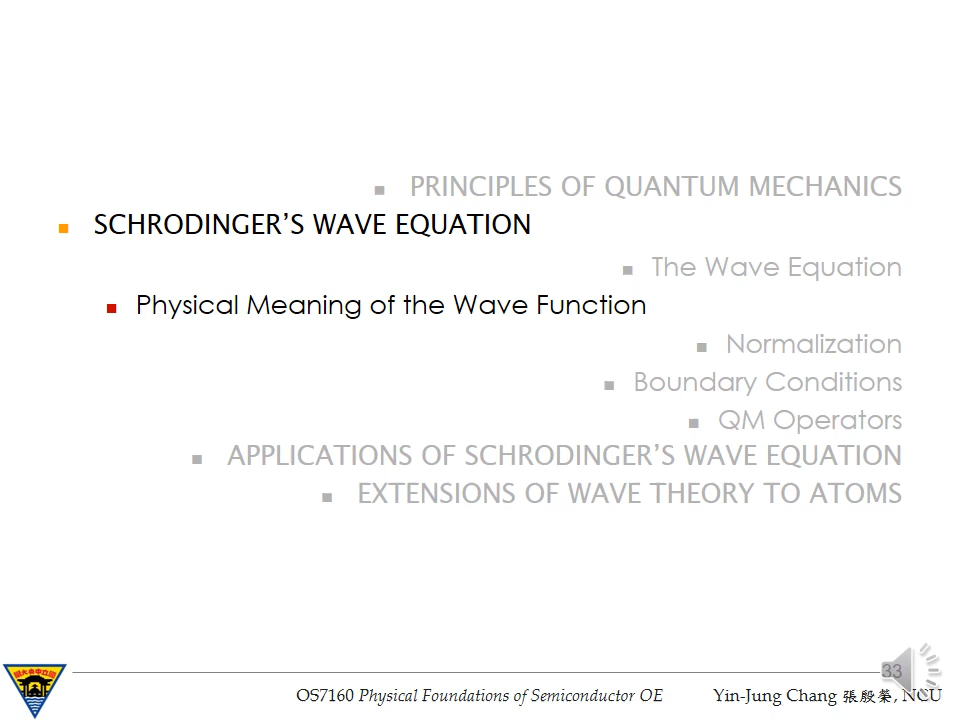 PRINCIPLES OF QUANTUM MECHANICS
SCHRODINGER'S WAVE EQUATION
The Wave Equation
Physical Meaning of the Wave Function
Normalization
Boundary Conditions
QM Operators
APPLICATIONS OF SCHRODINGER'S WAVE EQUATION
EXTENSIONS OF WAVE THEORY TO ATOMS
33
OS7160 Physical Foundations of Semiconductor OE Yin-Jung Chang 張殷榮, NCU